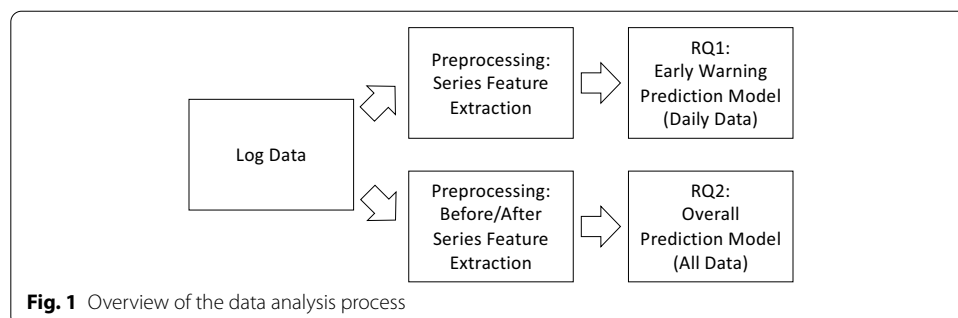 Log Data
Preprocessing:
Series Feature
Extraction
RQ1:
Early Warning
Prediction Model
(Daily Data)
Preprocessing:
Before/After
Series Feature
Extraction
RQ2:
Overall
Prediction Model
(All Data)
Fig. 1 Overview of the data analysis process